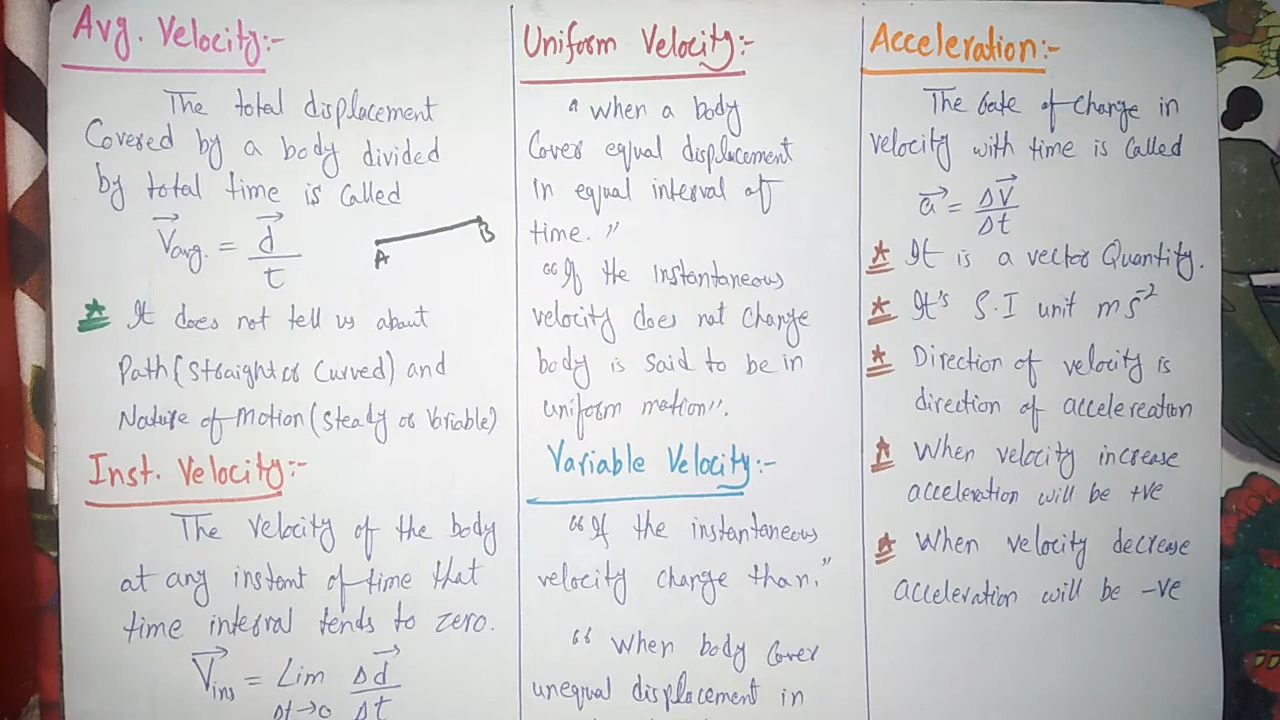 Avg. Velocity:-
The total displacement
Covered by a body divided
by total time is Called
V⃗avg. = d⃗ / t
A B
It does not tell us about
Path (Straight or Curved) and
Nature of Motion (Steady or Variable)
Inst. Velocity:-
The Velocity of the body
at any instant of time that
time interval tends to zero.
V⃗ins = Lim Δd⃗ / Δt
Δt→0
Uniform Velocity:-
"When a body
Cover equal displacement
in equal interval of
time."
"If the instantaneous
velocity does not change
body is said to be in
uniform motion".
Variable Velocity:-
"If the instantaneous
velocity change than."
"When body Cover
unequal displacement in
Acceleration:-
The Gate of change in
velocity with time is Called
a⃗ = ΔV⃗ / Δt
It is a vector Quantity.
It's S.I unit ms⁻²
Direction of velocity is
direction of accelereation
When velocity increase
acceleration will be +ve
When velocity decrease
acceleration will be -ve